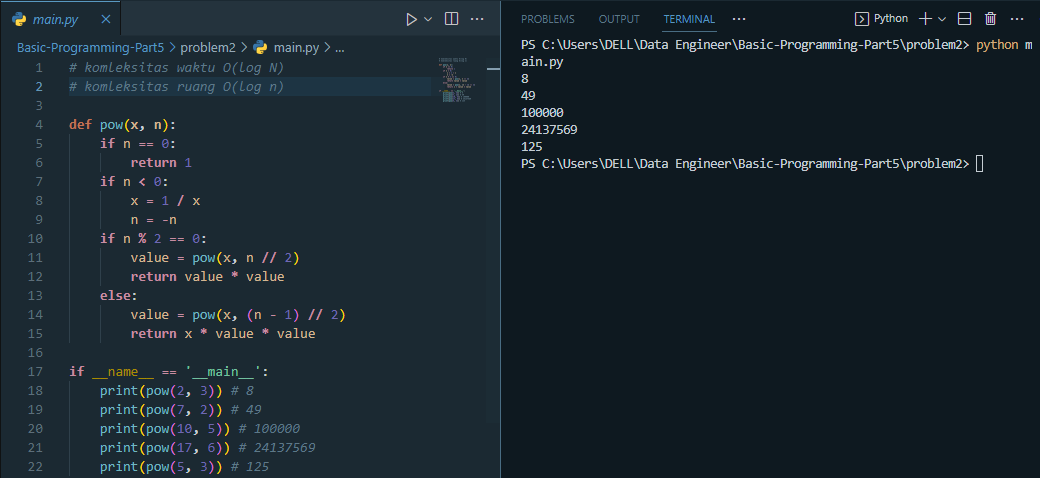 main.py
Basic-Programming-Part5 > problem2 > main.py > ...
1 # komleksitas waktu O(log N)
2 # komleksitas ruang O(log n)
3
4 def pow(x, n):
5 if n == 0:
6 return 1
7 if n < 0:
8 x = 1 / x
9 n = -n
10 if n % 2 == 0:
11 value = pow(x, n // 2)
12 return value * value
13 else:
14 value = pow(x, (n - 1) // 2)
15 return x * value * value
16
17 if __name__ == '__main__':
18 print(pow(2, 3)) # 8
19 print(pow(7, 2)) # 49
20 print(pow(10, 5)) # 100000
21 print(pow(17, 6)) # 24137569
22 print(pow(5, 3)) # 125
PROBLEMS OUTPUT TERMINAL ... Python
PS C:\Users\DELL\Data Engineer\Basic-Programming-Part5\problem2> python m
ain.py
8
49
100000
24137569
125
PS C:\Users\DELL\Data Engineer\Basic-Programming-Part5\problem2>